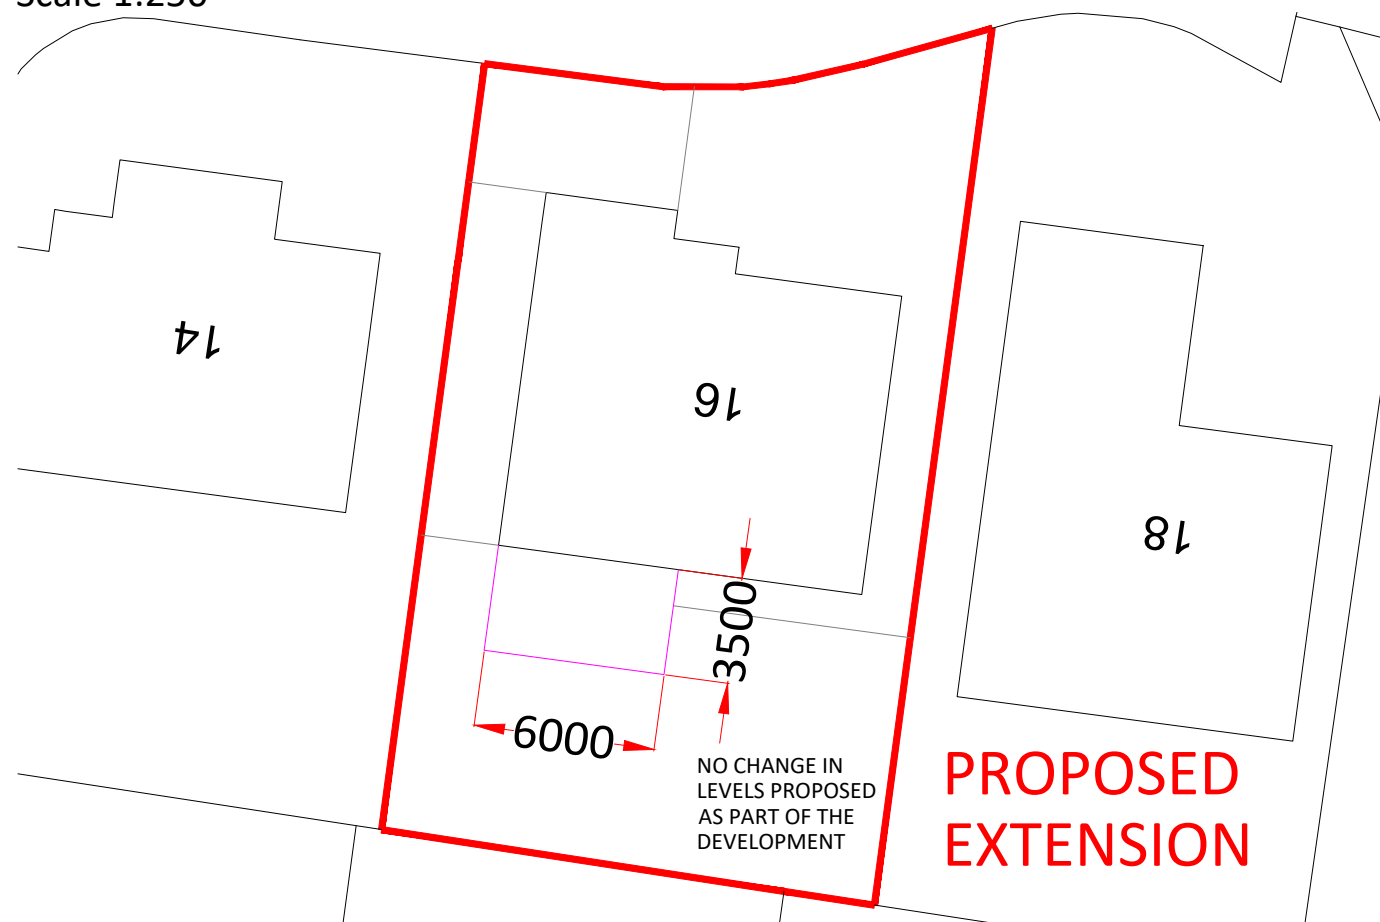 14
16
18
3500
6000
NO CHANGE IN
LEVELS PROPOSED
AS PART OF THE
DEVELOPMENT
PROPOSED
EXTENSION